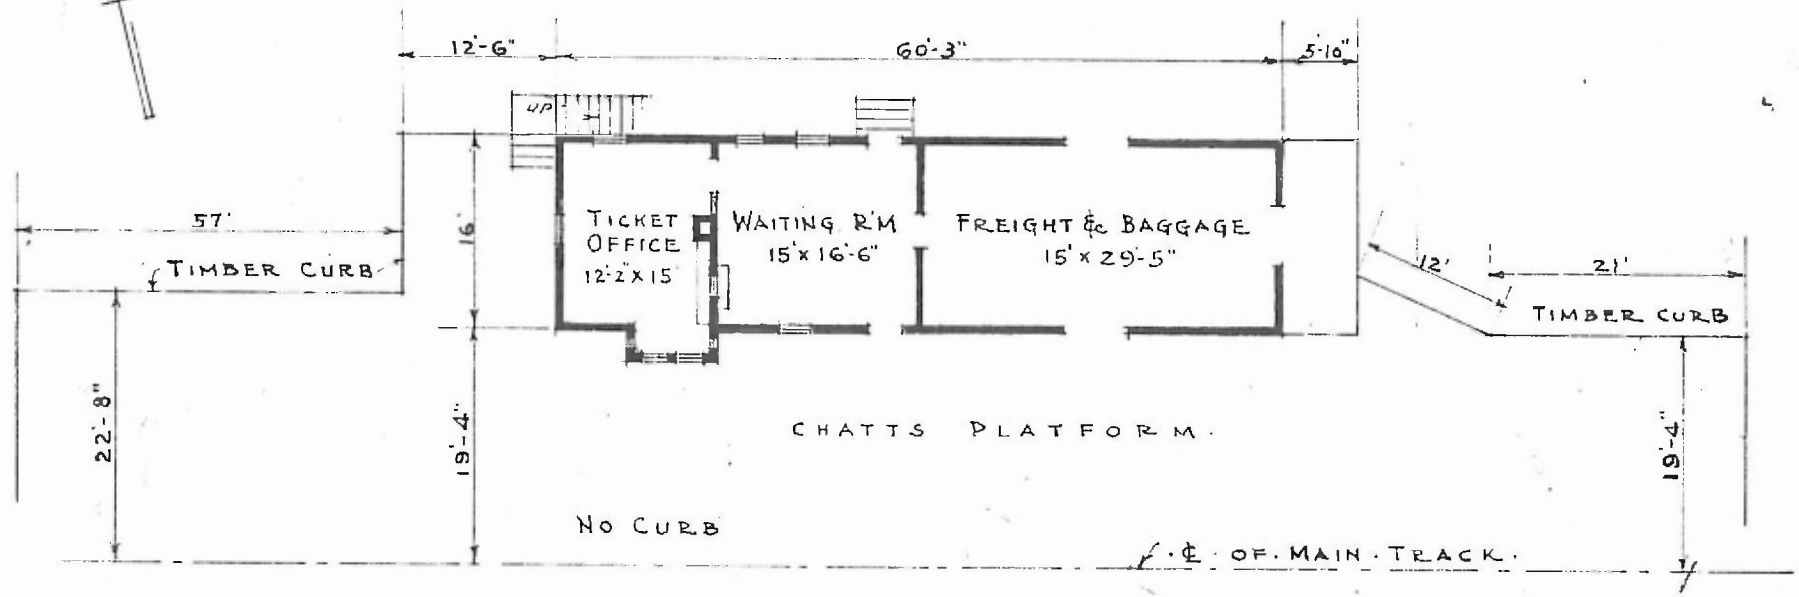 12'-6"
60'-3"
5'-10"
UP
57'
16'
TICKET
OFFICE
12'-2" X 15'
WAITING R'M
15' X 16'-6"
FREIGHT & BAGGAGE
15' X 29'-5"
12'
21'
TIMBER CURB
TIMBER CURB
22'-8"
19'-4"
19'-4"
CHATTS PLATFORM.
NO CURB
℄ · OF · MAIN · TRACK ·